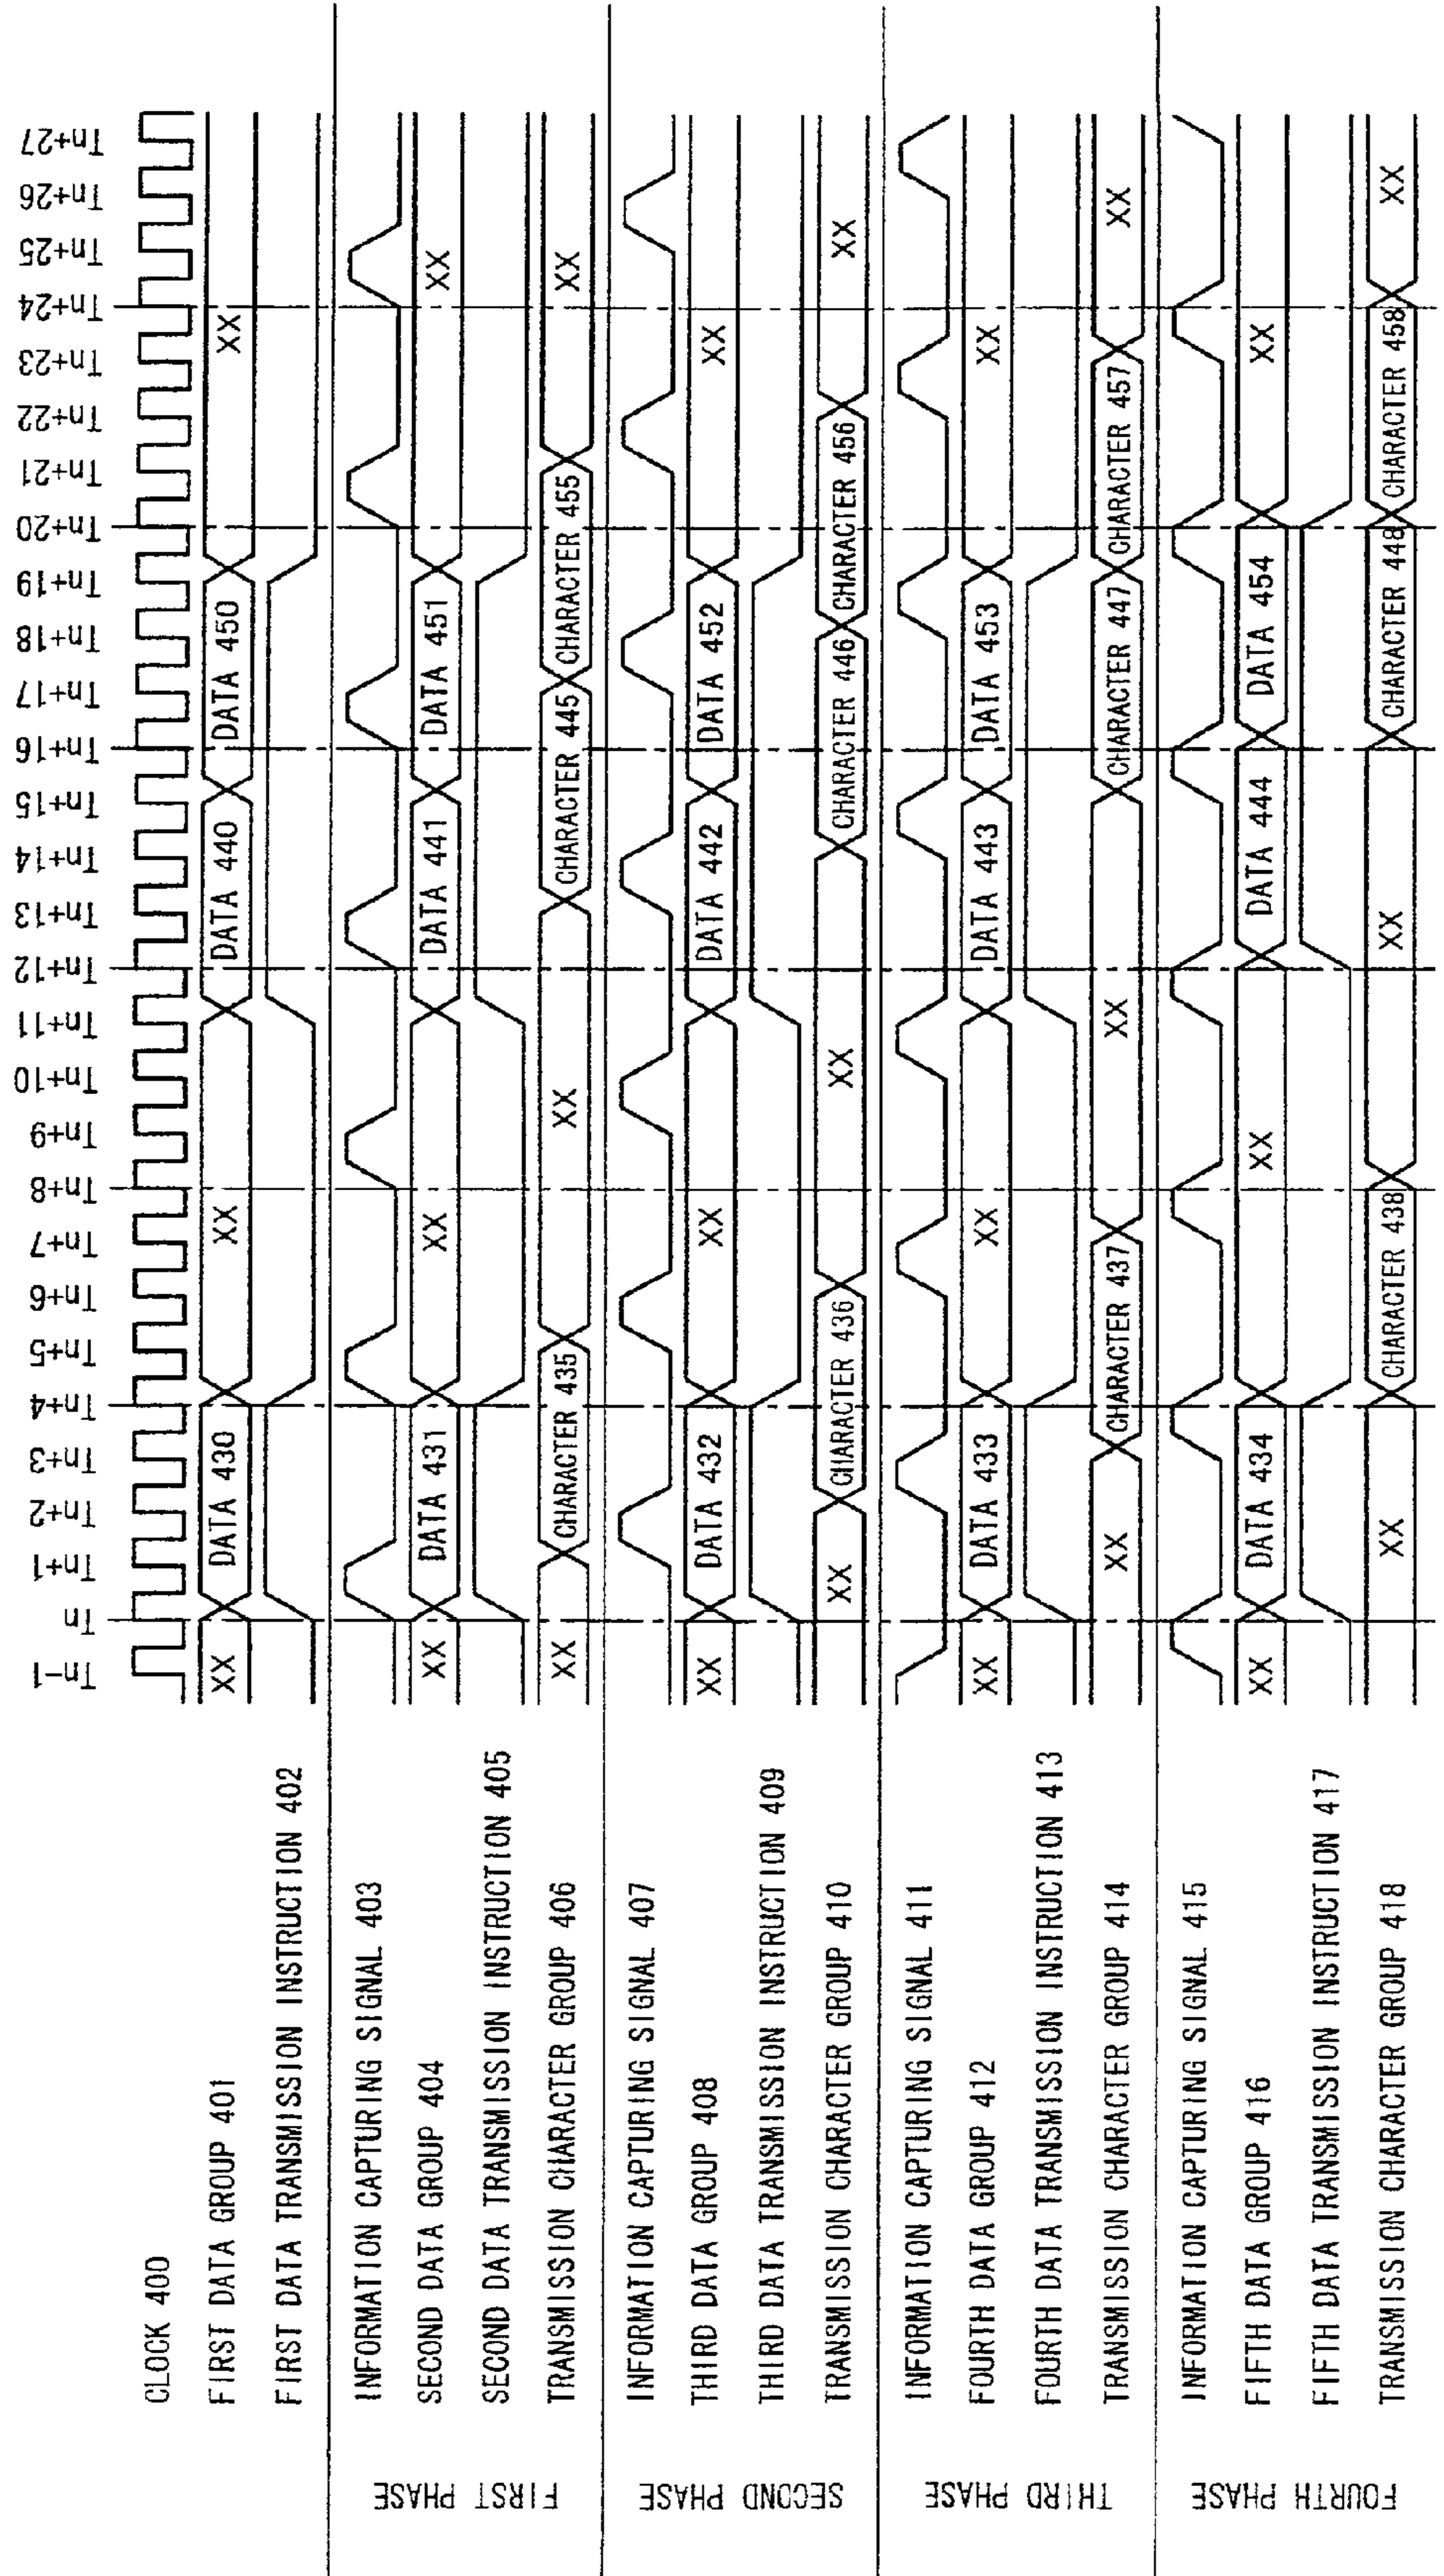 Tn-1 Tn Tn+1 Tn+2 Tn+3 Tn+4 Tn+5 Tn+6 Tn+7 Tn+8 Tn+9 Tn+10 Tn+11 Tn+12 Tn+13 Tn+14 Tn+15 Tn+16 Tn+17 Tn+18 Tn+19 Tn+20 Tn+21 Tn+22 Tn+23 Tn+24 Tn+25 Tn+26 Tn+27
CLOCK 400
FIRST DATA GROUP 401 XX DATA 430 XX DATA 440 DATA 450 XX
FIRST DATA TRANSMISSION INSTRUCTION 402
FIRST PHASE
INFORMATION CAPTURING SIGNAL 403
SECOND DATA GROUP 404 XX DATA 431 XX DATA 441 DATA 451 XX
SECOND DATA TRANSMISSION INSTRUCTION 405
TRANSMISSION CHARACTER GROUP 406 XX CHARACTER 435 XX CHARACTER 445 CHARACTER 455 XX
SECOND PHASE
INFORMATION CAPTURING SIGNAL 407
THIRD DATA GROUP 408 XX DATA 432 XX DATA 442 DATA 452 XX
THIRD DATA TRANSMISSION INSTRUCTION 409
TRANSMISSION CHARACTER GROUP 410 XX CHARACTER 436 XX CHARACTER 446 CHARACTER 456 XX
THIRD PHASE
INFORMATION CAPTURING SIGNAL 411
FOURTH DATA GROUP 412 XX DATA 433 XX DATA 443 DATA 453 XX
FOURTH DATA TRANSMISSION INSTRUCTION 413
TRANSMISSION CHARACTER GROUP 414 XX CHARACTER 437 XX CHARACTER 447 CHARACTER 457 XX
FOURTH PHASE
INFORMATION CAPTURING SIGNAL 415
FIFTH DATA GROUP 416 XX DATA 434 XX DATA 444 DATA 454 XX
FIFTH DATA TRANSMISSION INSTRUCTION 417
TRANSMISSION CHARACTER GROUP 418 XX CHARACTER 438 XX CHARACTER 448 CHARACTER 458 XX